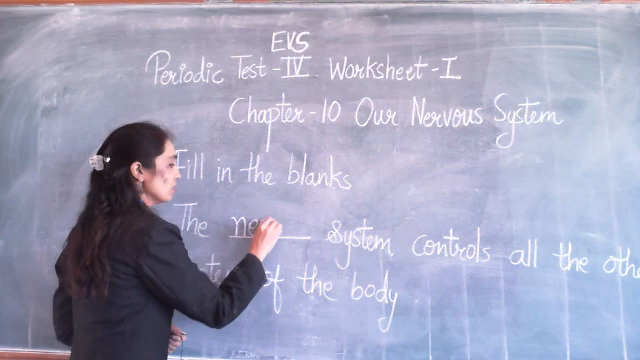 EVS
Periodic Test-IV Worksheet-I
Chapter-10 Our Nervous System
Fill in the blanks
The ne system controls all the
of the body